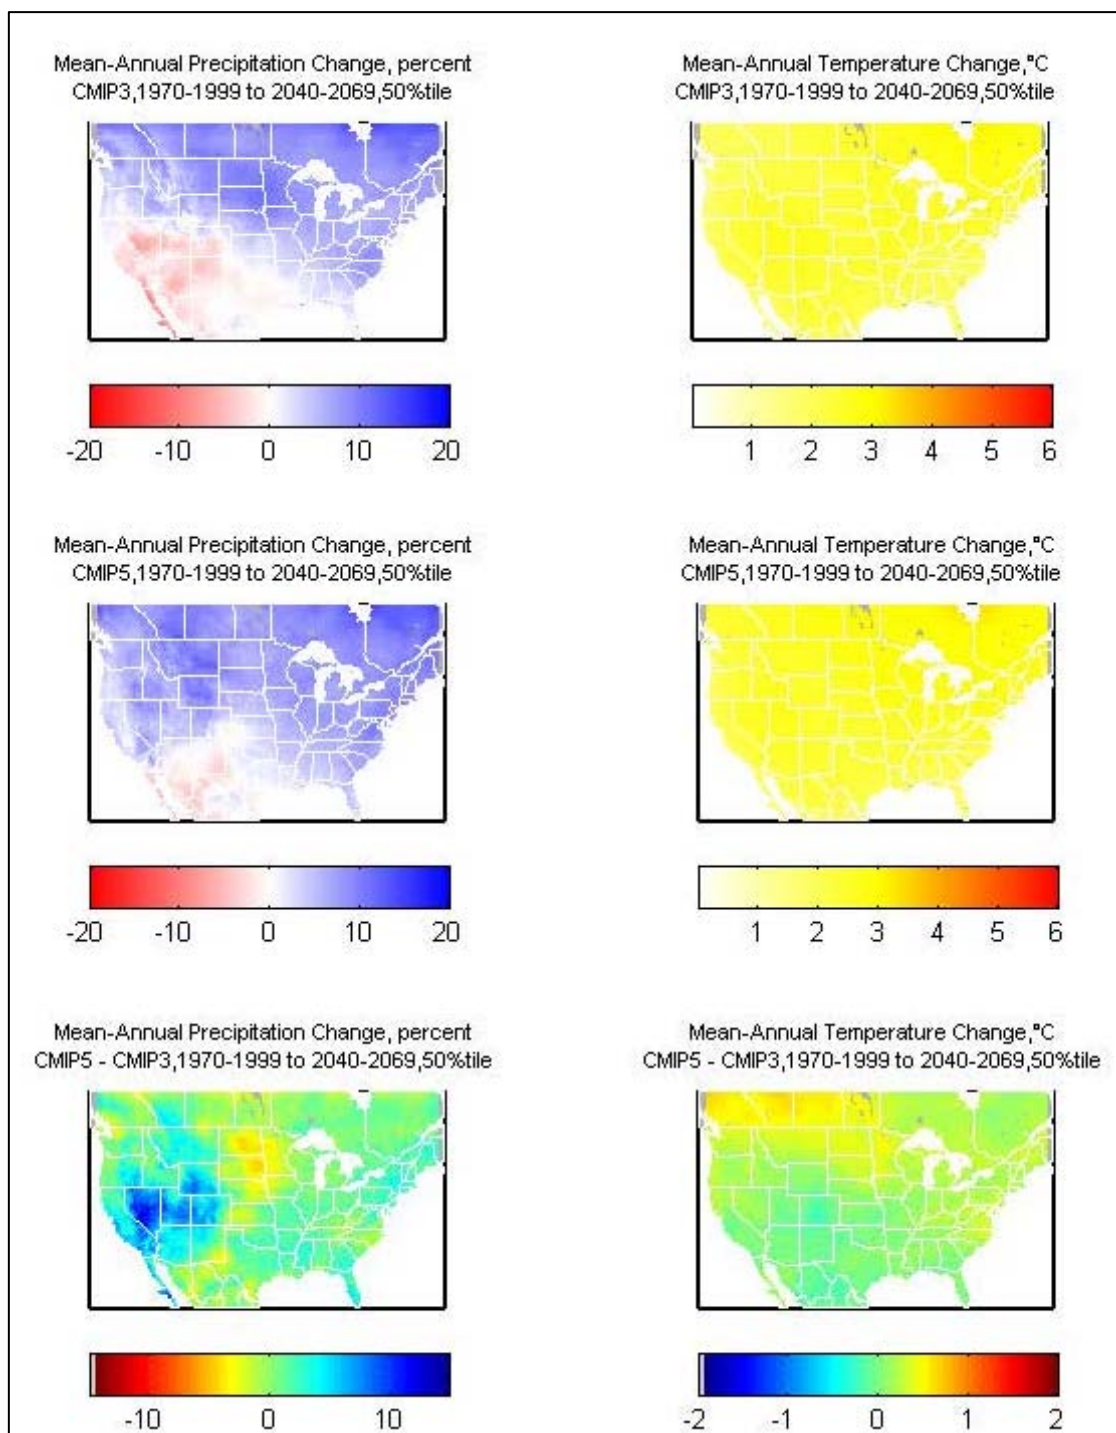 Mean-Annual Precipitation Change, percent
CMIP3,1970-1999 to 2040-2069,50%tile
-20 -10 0 10 20
Mean-Annual Temperature Change,°C
CMIP3,1970-1999 to 2040-2069,50%tile
1 2 3 4 5 6
Mean-Annual Precipitation Change, percent
CMIP5,1970-1999 to 2040-2069,50%tile
-20 -10 0 10 20
Mean-Annual Temperature Change,°C
CMIP5,1970-1999 to 2040-2069,50%tile
1 2 3 4 5 6
Mean-Annual Precipitation Change, percent
CMIP5 - CMIP3,1970-1999 to 2040-2069,50%tile
-10 0 10
Mean-Annual Temperature Change,°C
CMIP5 - CMIP3,1970-1999 to 2040-2069,50%tile
-2 -1 0 1 2